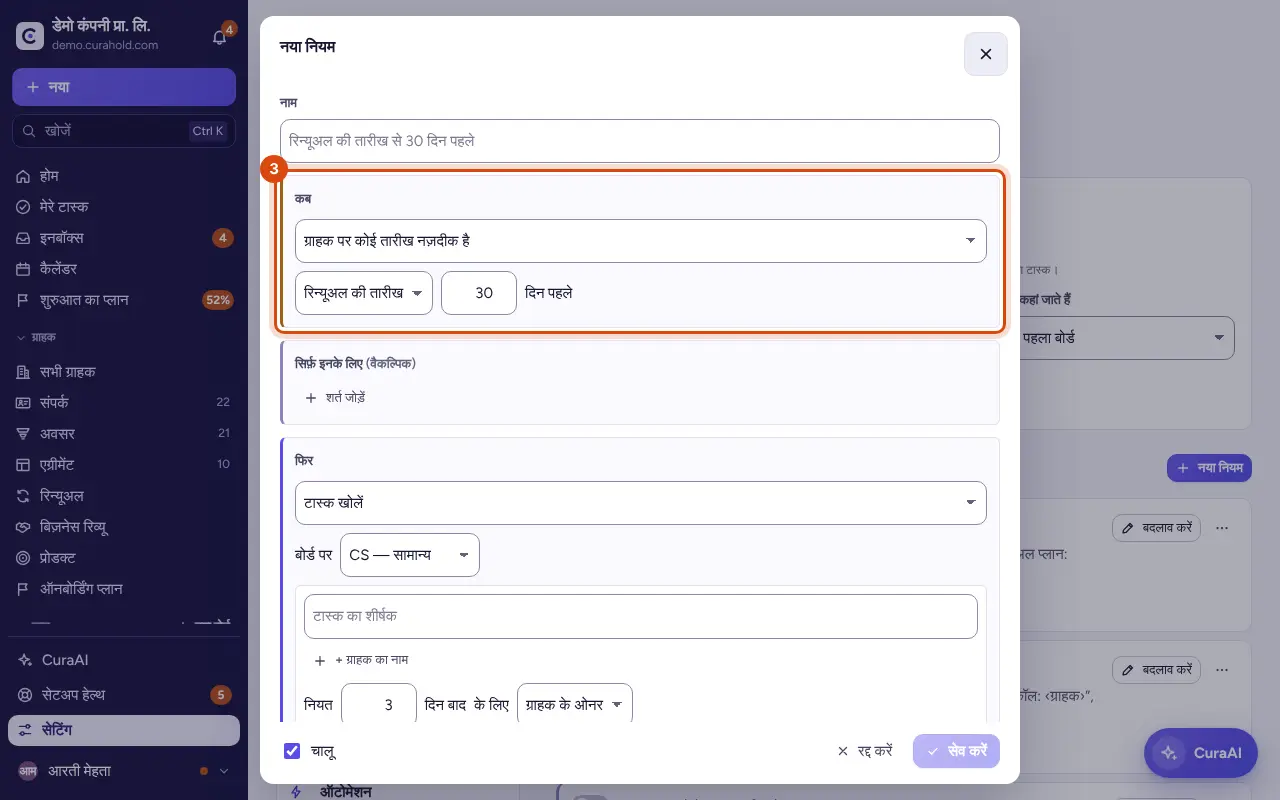 डेमो कंपनी प्रा. लि.
demo.curahold.com
4
नया
खोजें
Ctrl K
होम
मेरे टास्क
इनबॉक्स
4
कैलेंडर
शुरुआत का प्लान
52%
ग्राहक
सभी ग्राहक
संपर्क
22
अवसर
21
एग्रीमेंट
10
रिन्यूअल
बिज़नेस रिव्यू
प्रोडक्ट
ऑनबोर्डिंग प्लान
CuraAI
सेटअप हेल्थ
5
सेटिंग
आम
आरती मेहता
नया नियम
नाम
रिन्यूअल की तारीख से 30 दिन पहले
3
कब
ग्राहक पर कोई तारीख नज़दीक है
रिन्यूअल की तारीख
30
दिन पहले
सिर्फ़ इनके लिए (वैकल्पिक)
शर्त जोड़ें
फिर
टास्क खोलें
बोर्ड पर
CS — सामान्य
टास्क का शीर्षक
+ ग्राहक का नाम
नियत
3
दिन बाद
के लिए
ग्राहक के ओनर
चालू
रद्द करें
सेव करें
टास्क।
कहां जाते हैं
पहला बोर्ड
नया नियम
बदलाव करें
प्लान:
बदलाव करें
कॉल: ‹ग्राहक›",
CuraAI
ऑटोमेशन